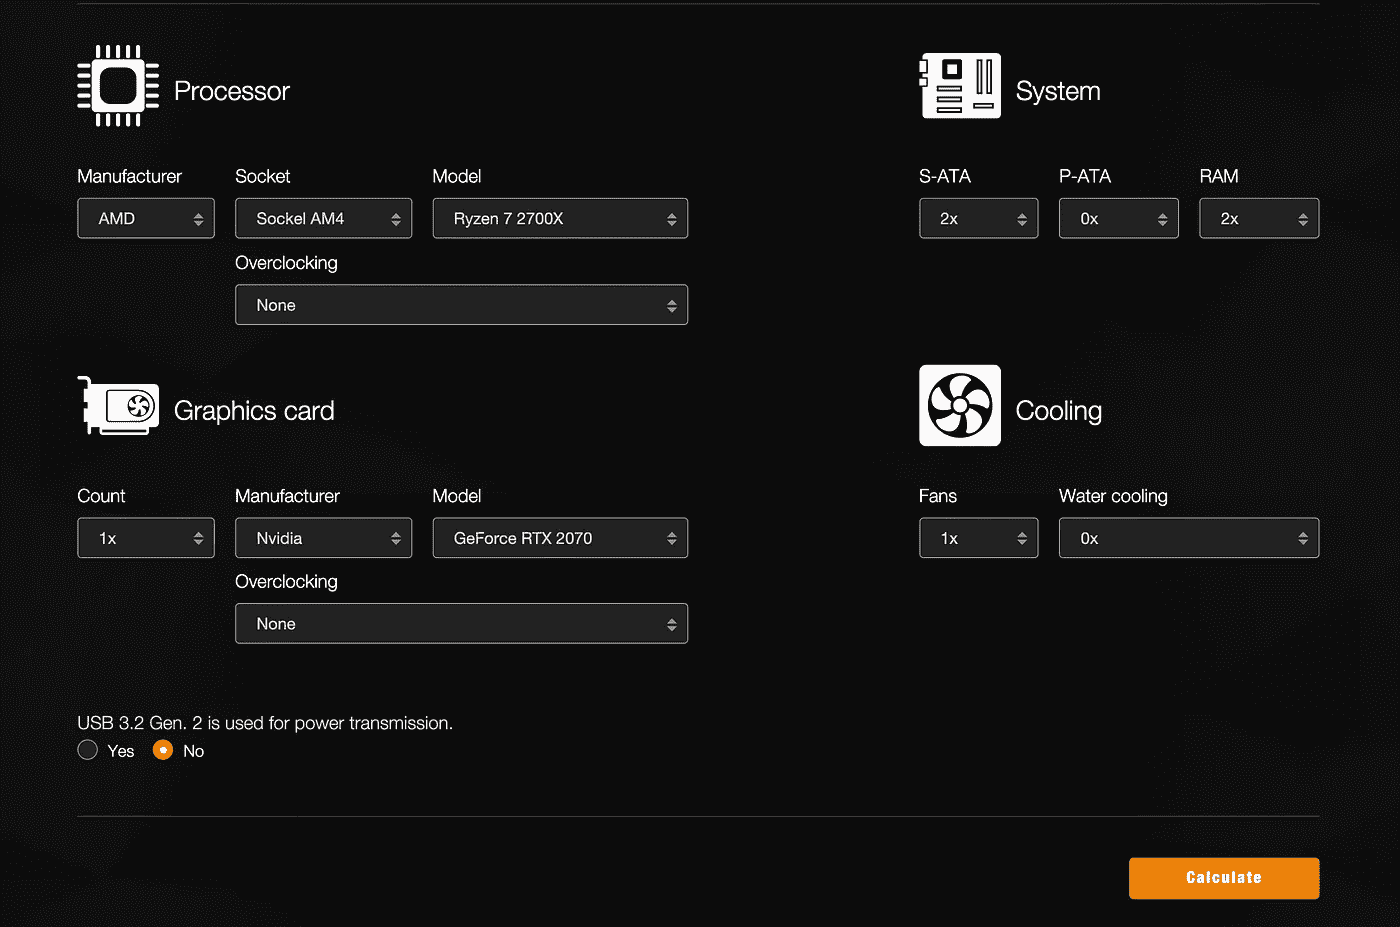 Processor
System
Manufacturer Socket Model
S-ATA P-ATA RAM
AMD Sockel AM4 Ryzen 7 2700X
2x 0x 2x
Overclocking
None
Graphics card
Cooling
Count Manufacturer Model
Fans Water cooling
1x Nvidia GeForce RTX 2070
1x 0x
Overclocking
None
USB 3.2 Gen. 2 is used for power transmission.
Yes No
Calculate